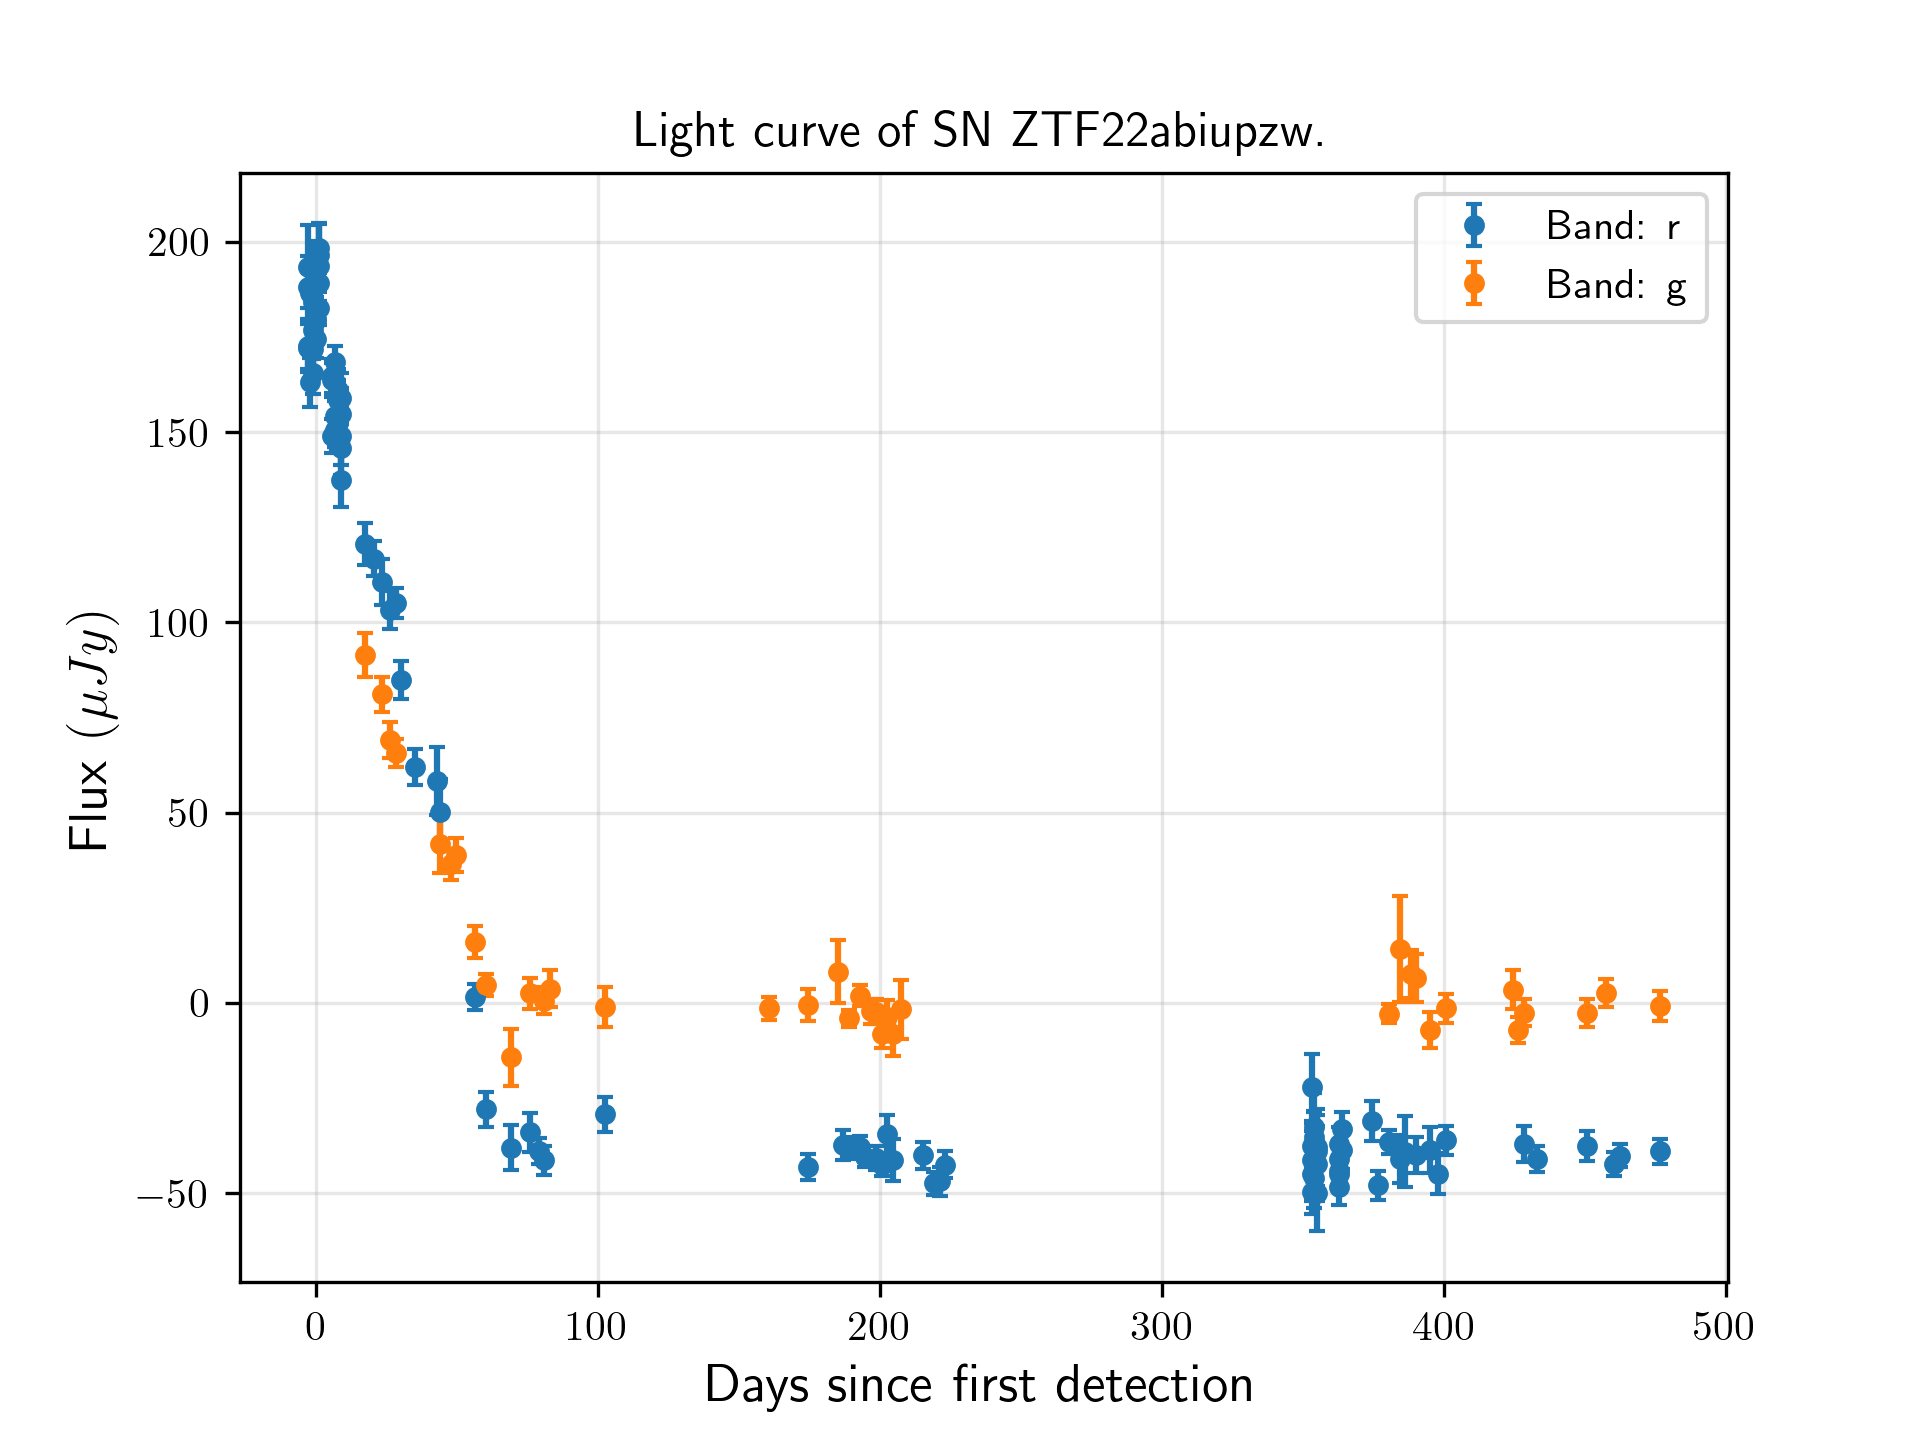 Light curve of SN ZTF22abiupzw.
Band: r
Band: g
Flux (μJy)
200
150
100
50
0
−50
0 100 200 300 400 500
Days since first detection